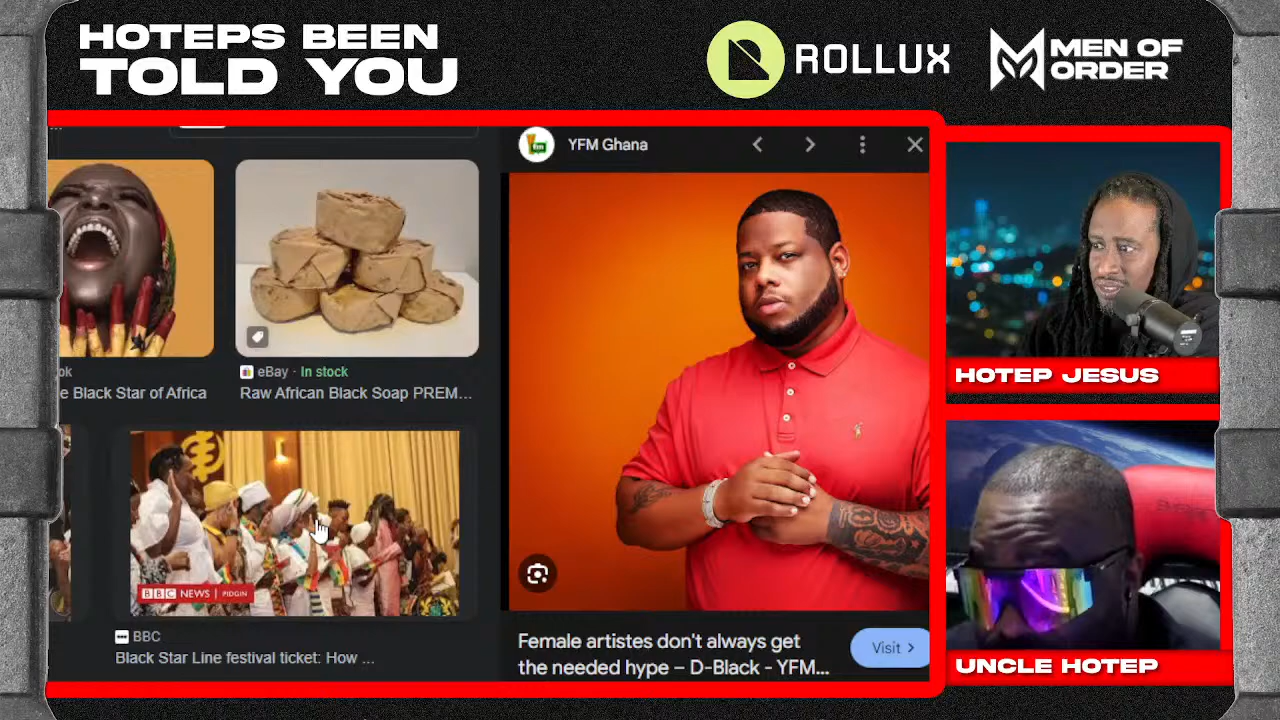 HOTEPS BEEN
TOLD YOU
ROLLUX
MEN OF
ORDER
YFM Ghana
fm
eBay · In stock
e Black Star of Africa
Raw African Black Soap PREM...
BBC NEWS | PIDGIN
BBC
Black Star Line festival ticket: How ...
Female artistes don't always get
the needed hype – D-Black - YFM...
Visit >
HOTEP JESUS
UNCLE HOTEP